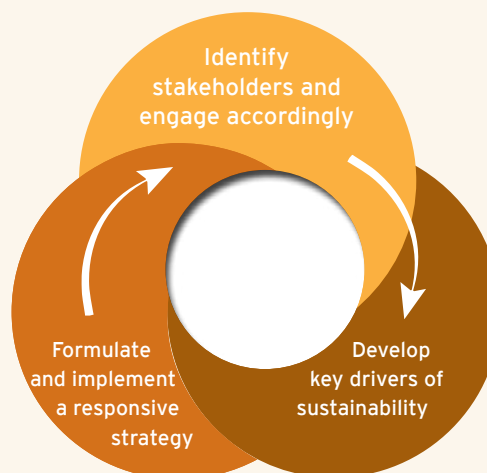 Identify
stakeholders and
engage accordingly
Develop
key drivers of
sustainability
Formulate
and implement
a responsive
strategy